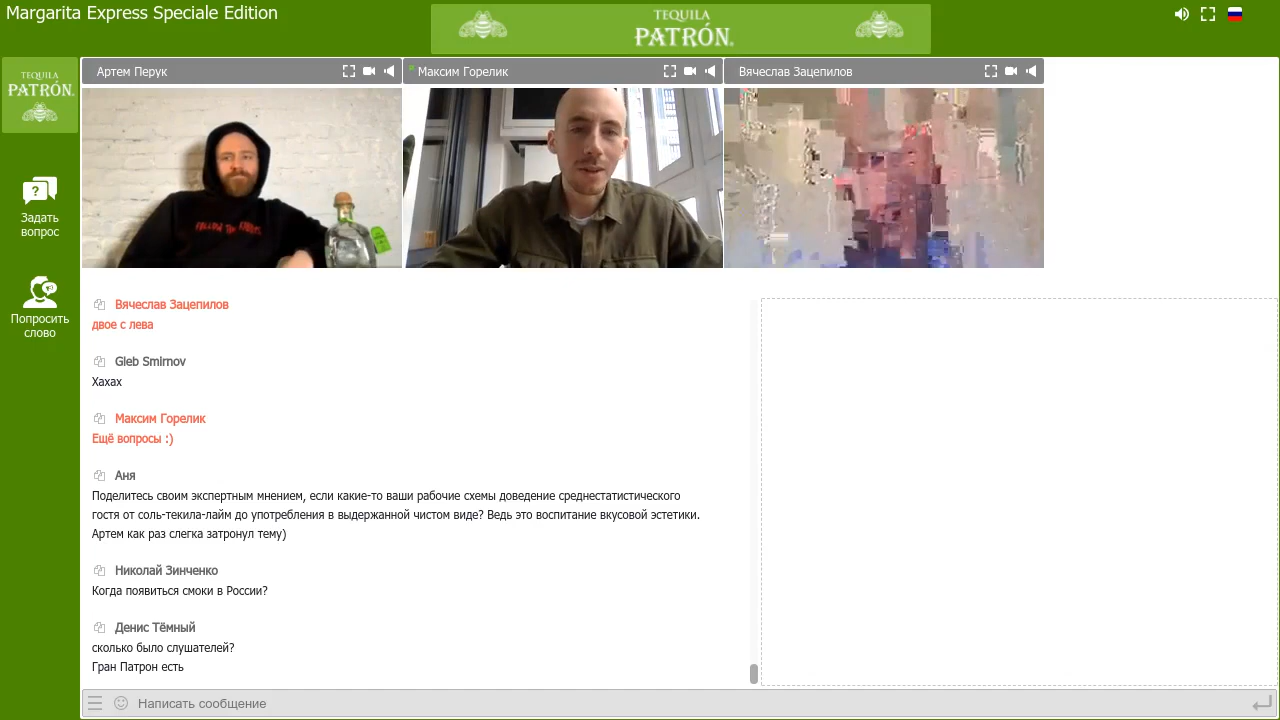 Margarita Express Speciale Edition
TEQUILA
PATRÓN.
TEQUILA
PATRÓN.
Артем Перук
Максим Горелик
Вячеслав Зацепилов
Задать
вопрос
Попросить
слово
Вячеслав Зацепилов
двое с лева
Gleb Smirnov
Хахах
Максим Горелик
Ещё вопросы :)
Аня
Поделитесь своим экспертным мнением, если какие-то ваши рабочие схемы доведение среднестатистического
гостя от соль-текила-лайм до употребления в выдержанной чистом виде? Ведь это воспитание вкусовой эстетики.
Артем как раз слегка затронул тему)
Николай Зинченко
Когда появиться смоки в России?
Денис Тёмный
сколько было слушателей?
Гран Патрон есть
Написать сообщение